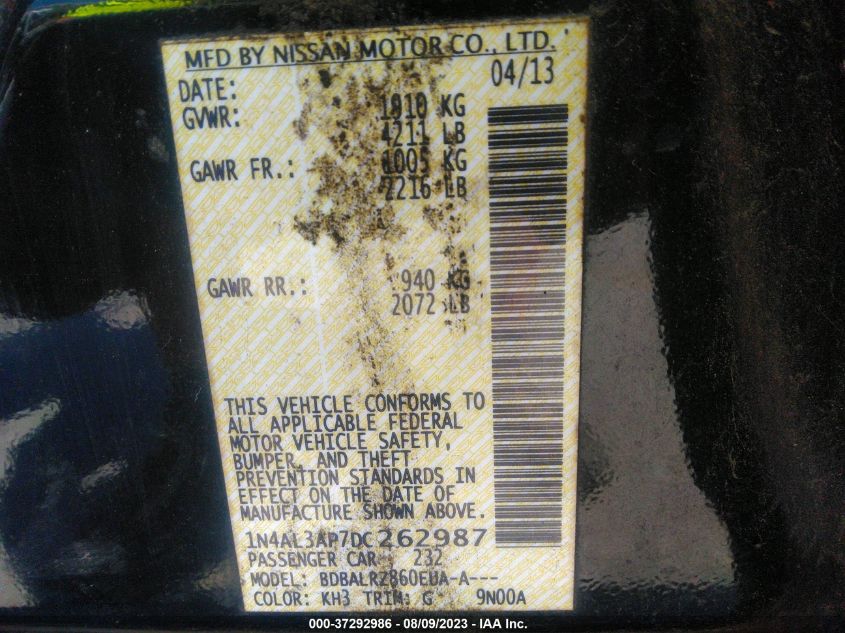 MFD BY NISSAN MOTOR CO., LTD.
DATE: 04/13
GVWR: 1910 KG
4211 LB
GAWR FR.: 1005 KG
2216 LB
GAWR RR.: 940 KG
2072 LB
THIS VEHICLE CONFORMS TO
ALL APPLICABLE FEDERAL
MOTOR VEHICLE SAFETY,
BUMPER, AND THEFT
PREVENTION STANDARDS IN
EFFECT ON THE DATE OF
MANUFACTURE SHOWN ABOVE.
1N4AL3AP7DC262987
PASSENGER CAR 232
MODEL: BDBALRZ860EUA-A---
COLOR: KH3 TRIM: G 9N00A
000-37292986 - 08/09/2023 - IAA Inc.